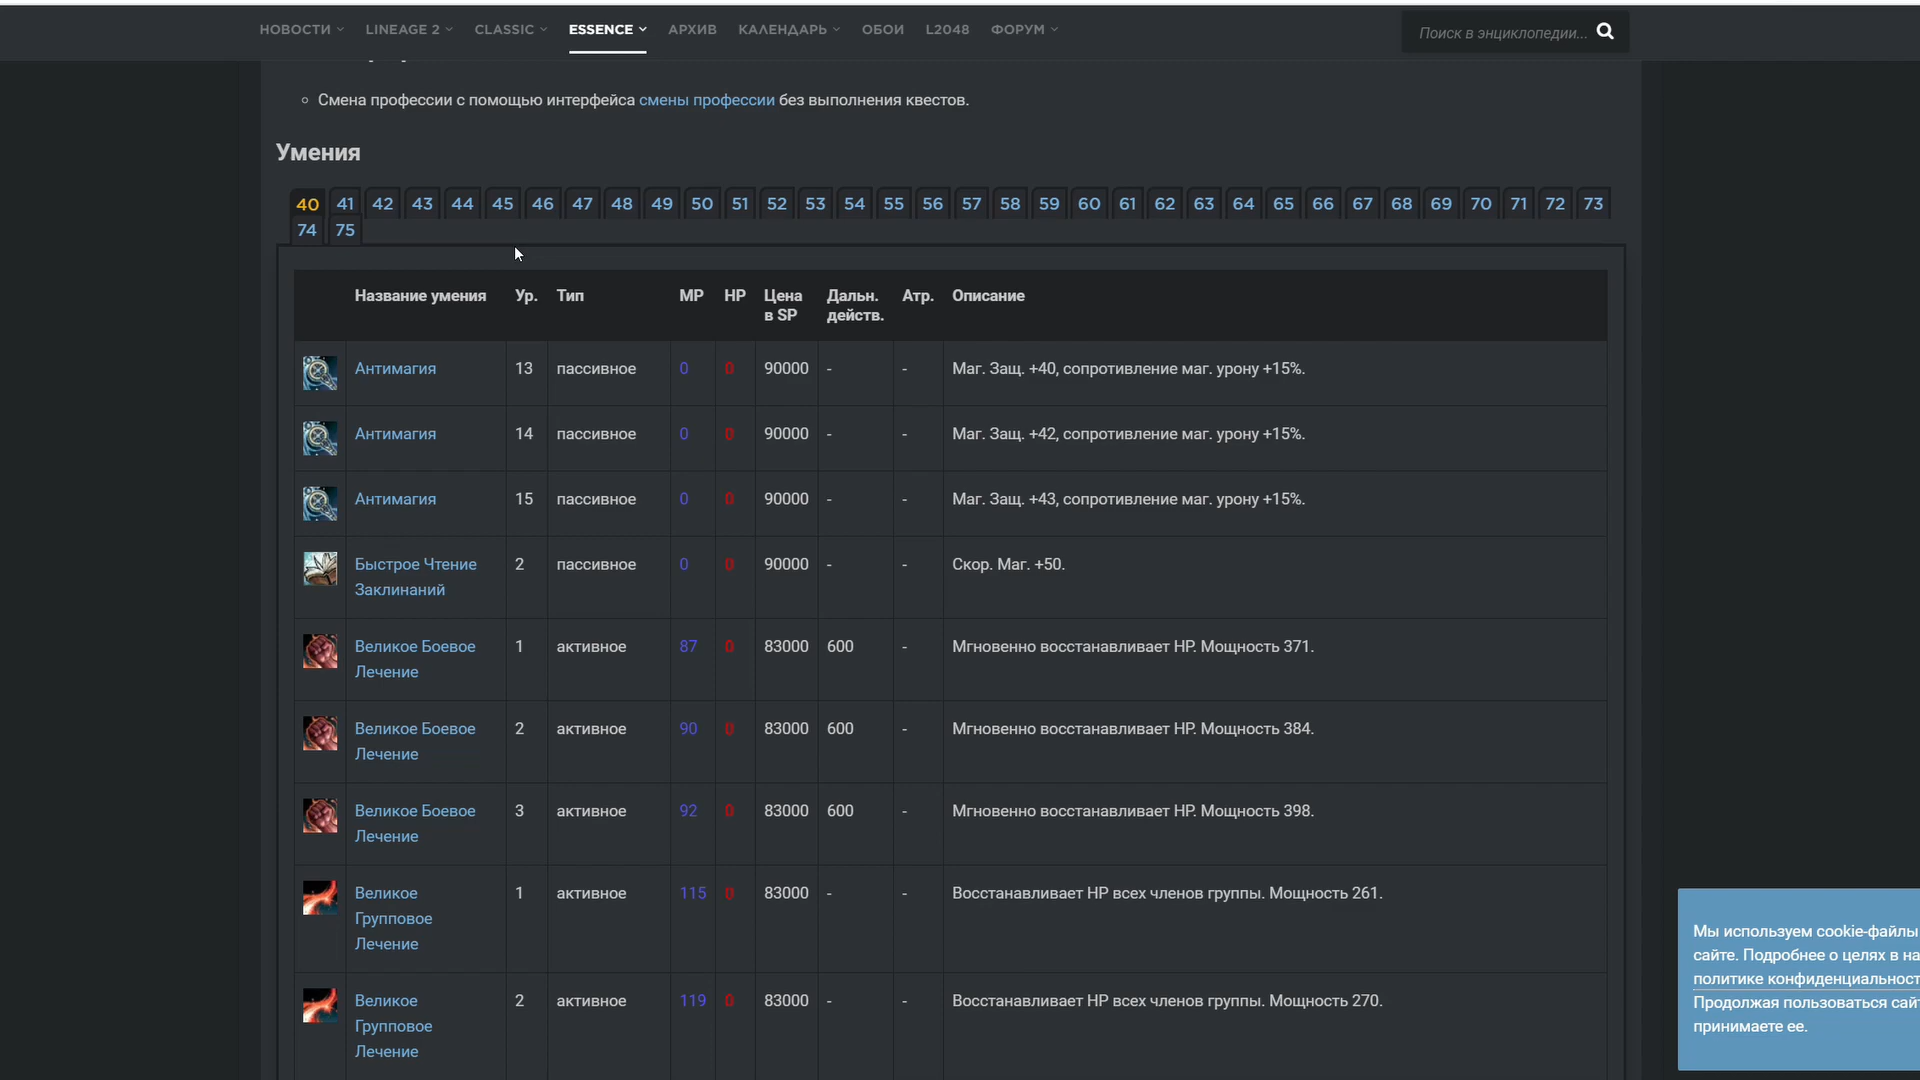 НОВОСТИ LINEAGE 2 CLASSIC ESSENCE АРХИВ КАЛЕНДАРЬ ОБОИ L2048 ФОРУМ Поиск в энциклопедии...
Смена профессии с помощью интерфейса смены профессии без выполнения квестов.
Умения
40 41 42 43 44 45 46 47 48 49 50 51 52 53 54 55 56 57 58 59 60 61 62 63 64 65 66 67 68 69 70 71 72 73
74 75
Название умения Ур. Тип MP HP Цена Дальн. Атр. Описание
в SP действ.
Антимагия 13 пассивное 0 0 90000 - - Маг. Защ. +40, сопротивление маг. урону +15%.
Антимагия 14 пассивное 0 0 90000 - - Маг. Защ. +42, сопротивление маг. урону +15%.
Антимагия 15 пассивное 0 0 90000 - - Маг. Защ. +43, сопротивление маг. урону +15%.
Быстрое Чтение 2 пассивное 0 0 90000 - - Скор. Маг. +50.
Заклинаний
Великое Боевое 1 активное 87 0 83000 600 - Мгновенно восстанавливает HP. Мощность 371.
Лечение
Великое Боевое 2 активное 90 0 83000 600 - Мгновенно восстанавливает HP. Мощность 384.
Лечение
Великое Боевое 3 активное 92 0 83000 600 - Мгновенно восстанавливает HP. Мощность 398.
Лечение
Великое 1 активное 115 0 83000 - - Восстанавливает HP всех членов группы. Мощность 261.
Групповое
Лечение
Великое 2 активное 119 0 83000 - - Восстанавливает HP всех членов группы. Мощность 270.
Групповое
Лечение
Мы используем cookie-файлы
сайте. Подробнее о целях в на
политике конфиденциальност
Продолжая пользоваться сайт
принимаете ее.